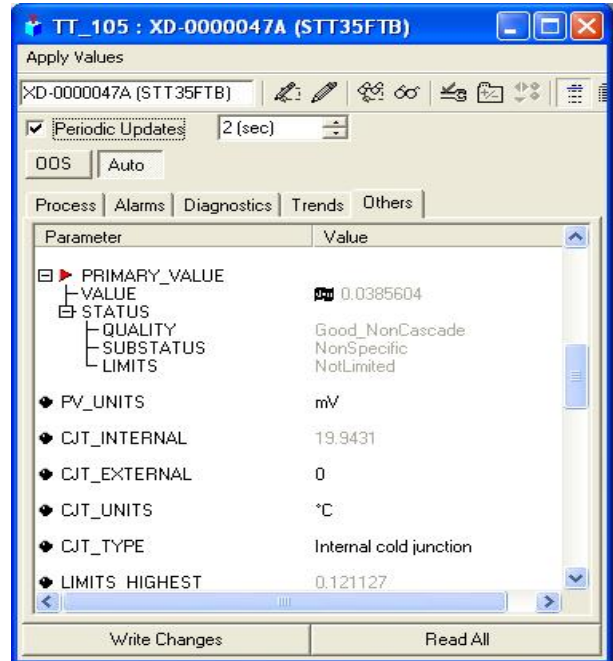 TT_105 : XD-0000047A (STT35FTB)
Apply Values
XD-0000047A (STT35FTB)
Periodic Updates 2 (sec)
OOS Auto
Process Alarms Diagnostics Trends Others
Parameter Value
PRIMARY_VALUE
VALUE 0.0385604
STATUS
QUALITY Good_NonCascade
SUBSTATUS NonSpecific
LIMITS NotLimited
PV_UNITS mV
CJT_INTERNAL 19.9431
CJT_EXTERNAL 0
CJT_UNITS °C
CJT_TYPE Internal cold junction
LIMITS_HIGHEST 0.121127
Write Changes Read All